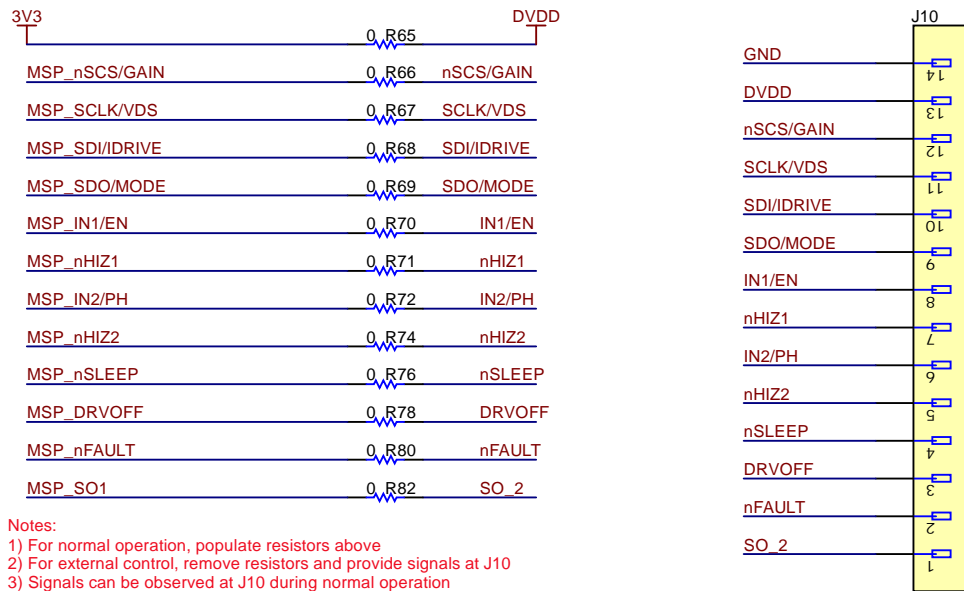 3V3 DVDD
0 R65
MSP_nSCS/GAIN 0 R66 nSCS/GAIN
MSP_SCLK/VDS 0 R67 SCLK/VDS
MSP_SDI/IDRIVE 0 R68 SDI/IDRIVE
MSP_SDO/MODE 0 R69 SDO/MODE
MSP_IN1/EN 0 R70 IN1/EN
MSP_nHIZ1 0 R71 nHIZ1
MSP_IN2/PH 0 R72 IN2/PH
MSP_nHIZ2 0 R74 nHIZ2
MSP_nSLEEP 0 R76 nSLEEP
MSP_DRVOFF 0 R78 DRVOFF
MSP_nFAULT 0 R80 nFAULT
MSP_SO1 0 R82 SO_2
Notes:
1) For normal operation, populate resistors above
2) For external control, remove resistors and provide signals at J10
3) Signals can be observed at J10 during normal operation
J10
GND 14
DVDD 13
nSCS/GAIN 12
SCLK/VDS 11
SDI/IDRIVE 10
SDO/MODE 9
IN1/EN 8
nHIZ1 7
IN2/PH 6
nHIZ2 5
nSLEEP 4
DRVOFF 3
nFAULT 2
SO_2 1